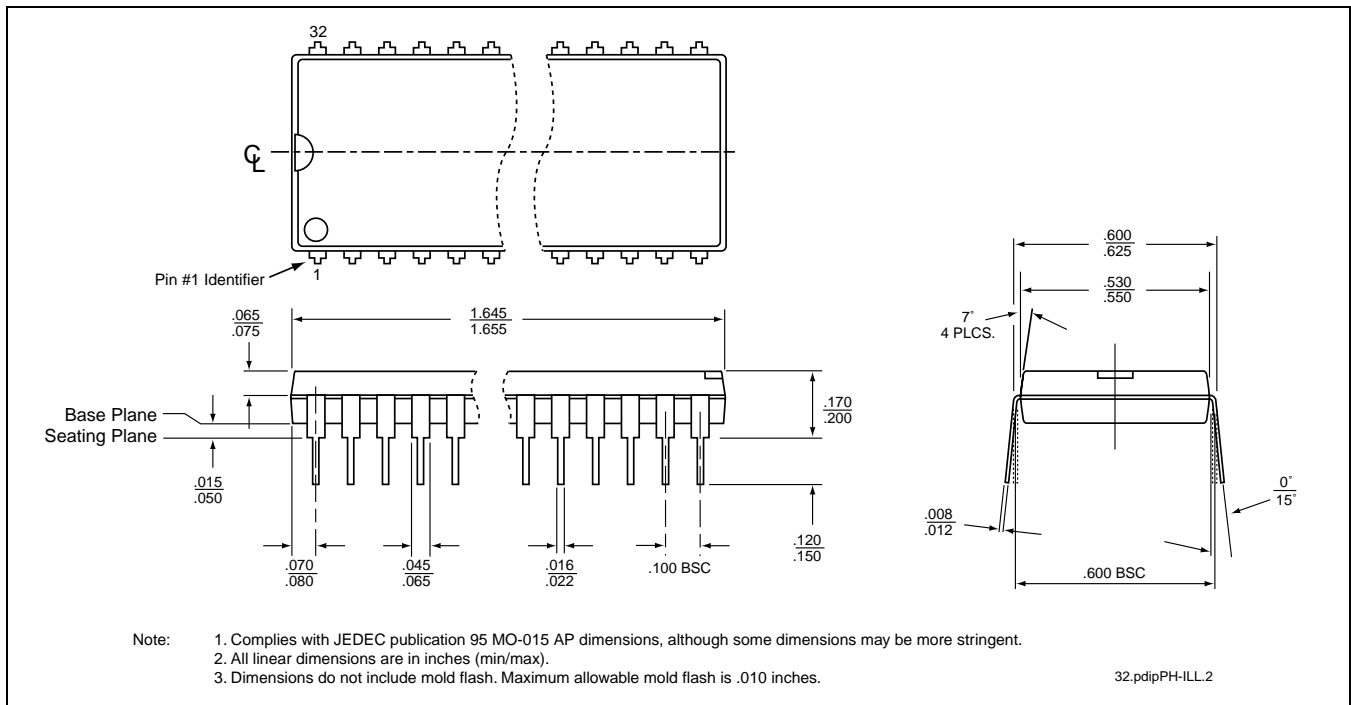 32
C
L
Pin #1 Identifier
1
.600
.625
.530
.550
7°
4 PLCS.
.065
.075
1.645
1.655
Base Plane
Seating Plane
.170
.200
.015
.050
.070
.080
.045
.065
.016
.022
.100 BSC
.120
.150
.008
.012
0°
15°
.600 BSC
Note: 1. Complies with JEDEC publication 95 MO-015 AP dimensions, although some dimensions may be more stringent.
2. All linear dimensions are in inches (min/max).
3. Dimensions do not include mold flash. Maximum allowable mold flash is .010 inches.
32.pdipPH-ILL.2